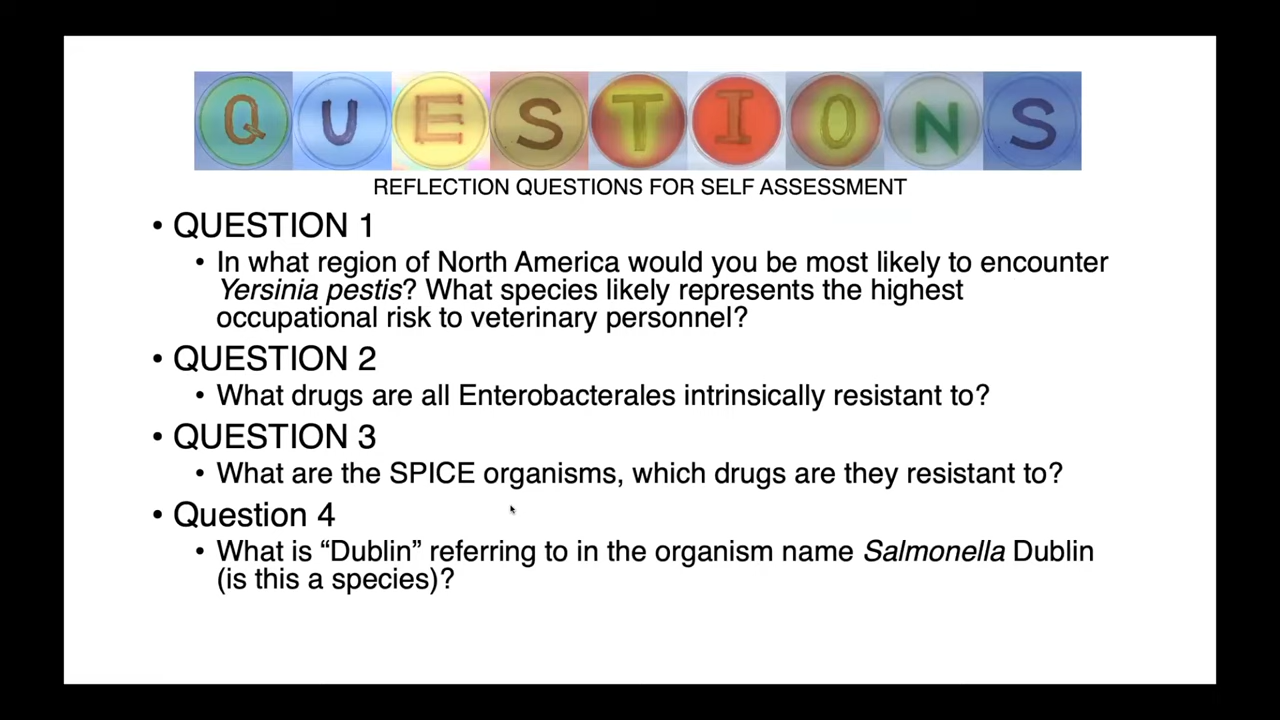 QUESTIONS
REFLECTION QUESTIONS FOR SELF ASSESSMENT
• QUESTION 1
• In what region of North America would you be most likely to encounter
Yersinia pestis? What species likely represents the highest
occupational risk to veterinary personnel?
• QUESTION 2
• What drugs are all Enterobacterales intrinsically resistant to?
• QUESTION 3
• What are the SPICE organisms, which drugs are they resistant to?
• Question 4
• What is “Dublin” referring to in the organism name Salmonella Dublin
(is this a species)?